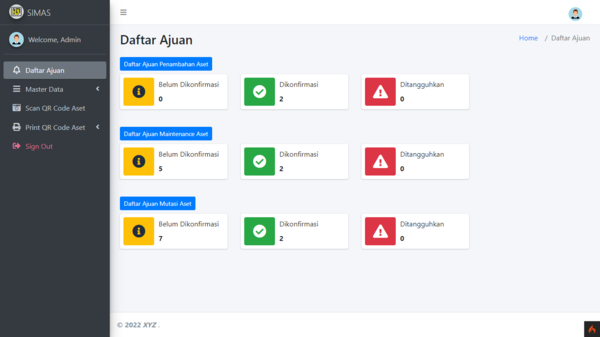 SIMAS
Welcome, Admin
Daftar Ajuan
Master Data
Scan QR Code Aset
Print QR Code Aset
Sign Out
Daftar Ajuan
Home / Daftar Ajuan
Daftar Ajuan Penambahan Aset
Belum Dikonfirmasi
0
Dikonfirmasi
2
Ditangguhkan
0
Daftar Ajuan Maintenance Aset
Belum Dikonfirmasi
5
Dikonfirmasi
2
Ditangguhkan
0
Daftar Ajuan Mutasi Aset
Belum Dikonfirmasi
7
Dikonfirmasi
2
Ditangguhkan
0
© 2022 XYZ .